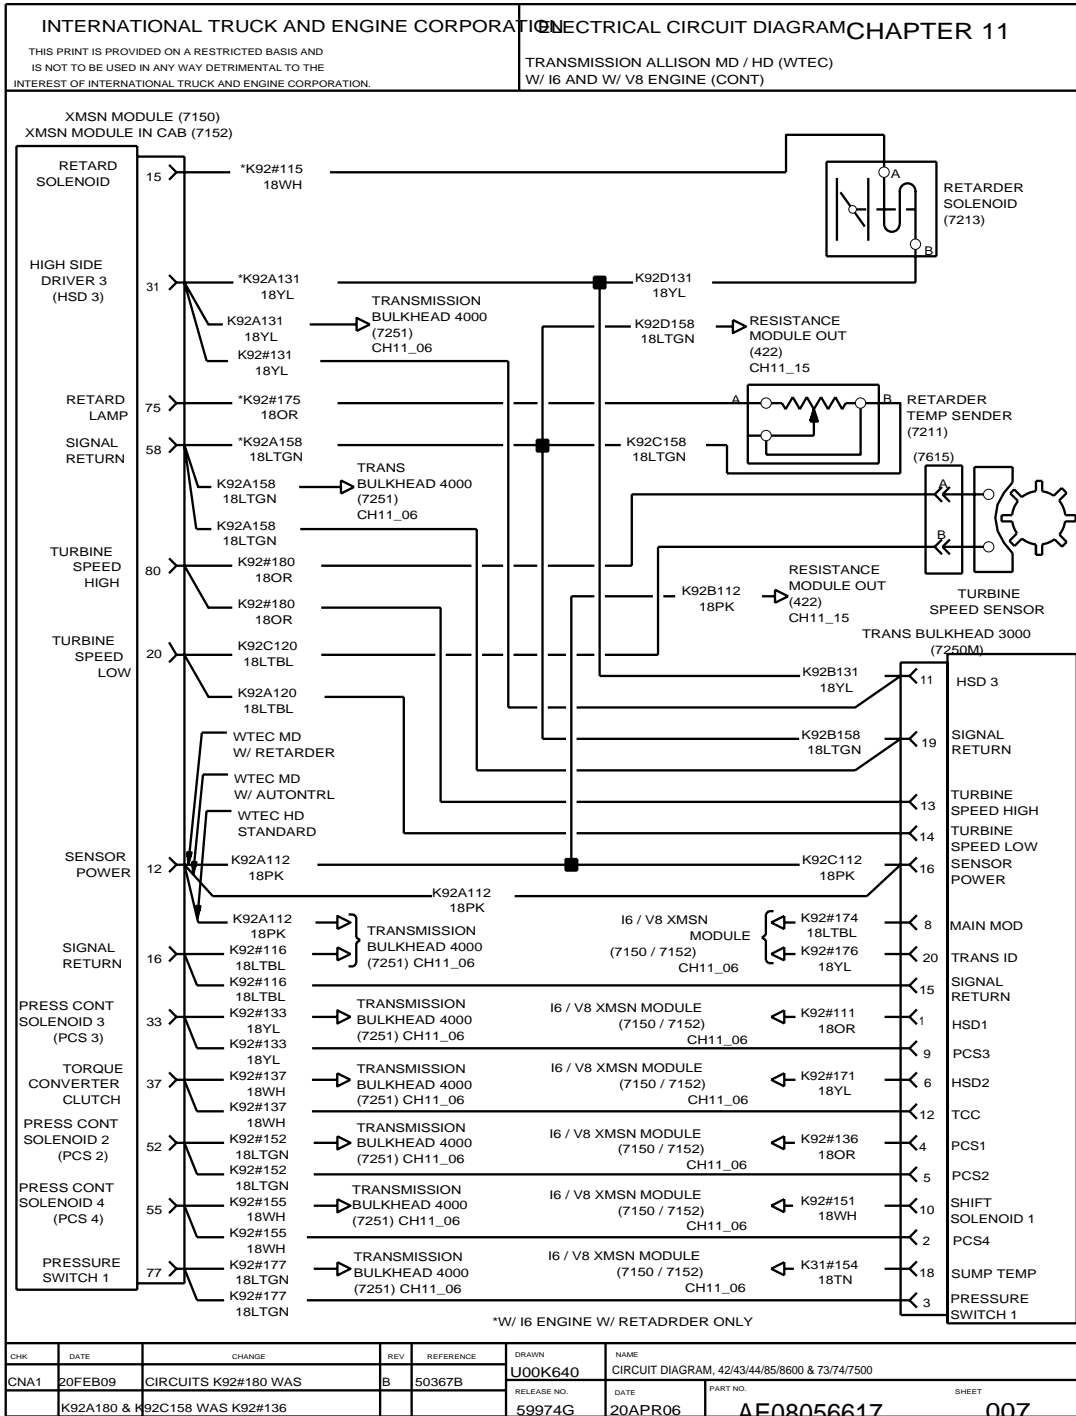 INTERNATIONAL TRUCK AND ENGINE CORPORATION
THIS PRINT IS PROVIDED ON A RESTRICTED BASIS AND
IS NOT TO BE USED IN ANY WAY DETRIMENTAL TO THE
INTEREST OF INTERNATIONAL TRUCK AND ENGINE CORPORATION.
ELECTRICAL CIRCUIT DIAGRAM CHAPTER 11
TRANSMISSION ALLISON MD / HD (WTEC)
W/ I6 AND W/ V8 ENGINE (CONT)
XMSN MODULE (7150)
XMSN MODULE IN CAB (7152)
RETARD
SOLENOID
15
*K92#115
18WH
A
B
RETARDER
SOLENOID
(7213)
HIGH SIDE
DRIVER 3
(HSD 3)
31
*K92A131
18YL
K92D131
18YL
K92A131
18YL
TRANSMISSION
BULKHEAD 4000
(7251)
CH11_06
K92#131
18YL
K92D158
18LTGN
RESISTANCE
MODULE OUT
(422)
CH11_15
RETARD
LAMP
75
*K92#175
18OR
A
B
RETARDER
TEMP SENDER
(7211)
SIGNAL
RETURN
58
*K92A158
18LTGN
K92C158
18LTGN
K92A158
18LTGN
TRANS
BULKHEAD 4000
(7251)
CH11_06
K92A158
18LTGN
(7615)
A
B
TURBINE
SPEED SENSOR
TURBINE
SPEED
HIGH
80
K92#180
18OR
K92#180
18OR
K92B112
18PK
RESISTANCE
MODULE OUT
(422)
CH11_15
TURBINE
SPEED
LOW
20
K92C120
18LTBL
K92A120
18LTBL
TRANS BULKHEAD 3000
(7250M)
K92B131
18YL
11
HSD 3
K92B158
18LTGN
19
SIGNAL
RETURN
WTEC MD
W/ RETARDER
WTEC MD
W/ AUTONTRL
WTEC HD
STANDARD
13
TURBINE
SPEED HIGH
14
TURBINE
SPEED LOW
SENSOR
POWER
12
K92A112
18PK
K92C112
18PK
16
SENSOR
POWER
K92A112
18PK
K92A112
18PK
TRANSMISSION
BULKHEAD 4000
(7251) CH11_06
I6 / V8 XMSN
MODULE
(7150 / 7152)
CH11_06
K92#174
18LTBL
8
MAIN MOD
SIGNAL
RETURN
16
K92#116
18LTBL
K92#176
18YL
20
TRANS ID
K92#116
18LTBL
15
SIGNAL
RETURN
PRESS CONT
SOLENOID 3
(PCS 3)
33
K92#133
18YL
TRANSMISSION
BULKHEAD 4000
(7251) CH11_06
I6 / V8 XMSN MODULE
(7150 / 7152)
CH11_06
K92#111
18OR
1
HSD1
K92#133
18YL
9
PCS3
TORQUE
CONVERTER
CLUTCH
37
K92#137
18WH
TRANSMISSION
BULKHEAD 4000
(7251) CH11_06
I6 / V8 XMSN MODULE
(7150 / 7152)
CH11_06
K92#171
18YL
6
HSD2
K92#137
18WH
12
TCC
PRESS CONT
SOLENOID 2
(PCS 2)
52
K92#152
18LTGN
TRANSMISSION
BULKHEAD 4000
(7251) CH11_06
I6 / V8 XMSN MODULE
(7150 / 7152)
CH11_06
K92#136
18OR
4
PCS1
K92#152
18LTGN
5
PCS2
PRESS CONT
SOLENOID 4
(PCS 4)
55
K92#155
18WH
TRANSMISSION
BULKHEAD 4000
(7251) CH11_06
I6 / V8 XMSN MODULE
(7150 / 7152)
CH11_06
K92#151
18WH
10
SHIFT
SOLENOID 1
K92#155
18WH
2
PCS4
PRESSURE
SWITCH 1
77
K92#177
18LTGN
TRANSMISSION
BULKHEAD 4000
(7251) CH11_06
I6 / V8 XMSN MODULE
(7150 / 7152)
CH11_06
K31#154
18TN
18
SUMP TEMP
K92#177
18LTGN
3
PRESSURE
SWITCH 1
*W/ I6 ENGINE W/ RETADRDER ONLY
CHK DATE CHANGE REV REFERENCE
CNA1 20FEB09 CIRCUITS K92#180 WAS B 50367B
K92A180 & K92C158 WAS K92#136
DRAWN
U00K640
NAME
CIRCUIT DIAGRAM, 42/43/44/85/8600 & 73/74/7500
RELEASE NO.
59974G
DATE
20APR06
PART NO.
AE08056617
SHEET
007